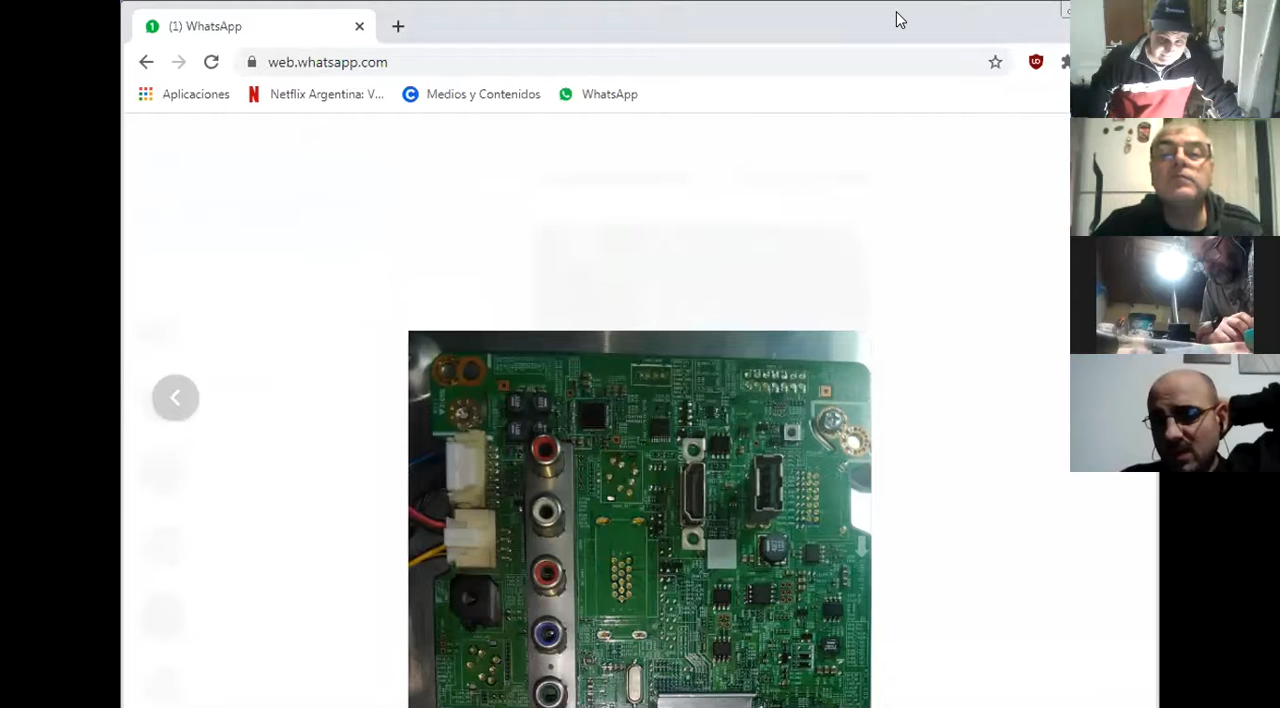 (1) WhatsApp
web.whatsapp.com
Aplicaciones
Netflix Argentina: V...
Medios y Contenidos
WhatsApp